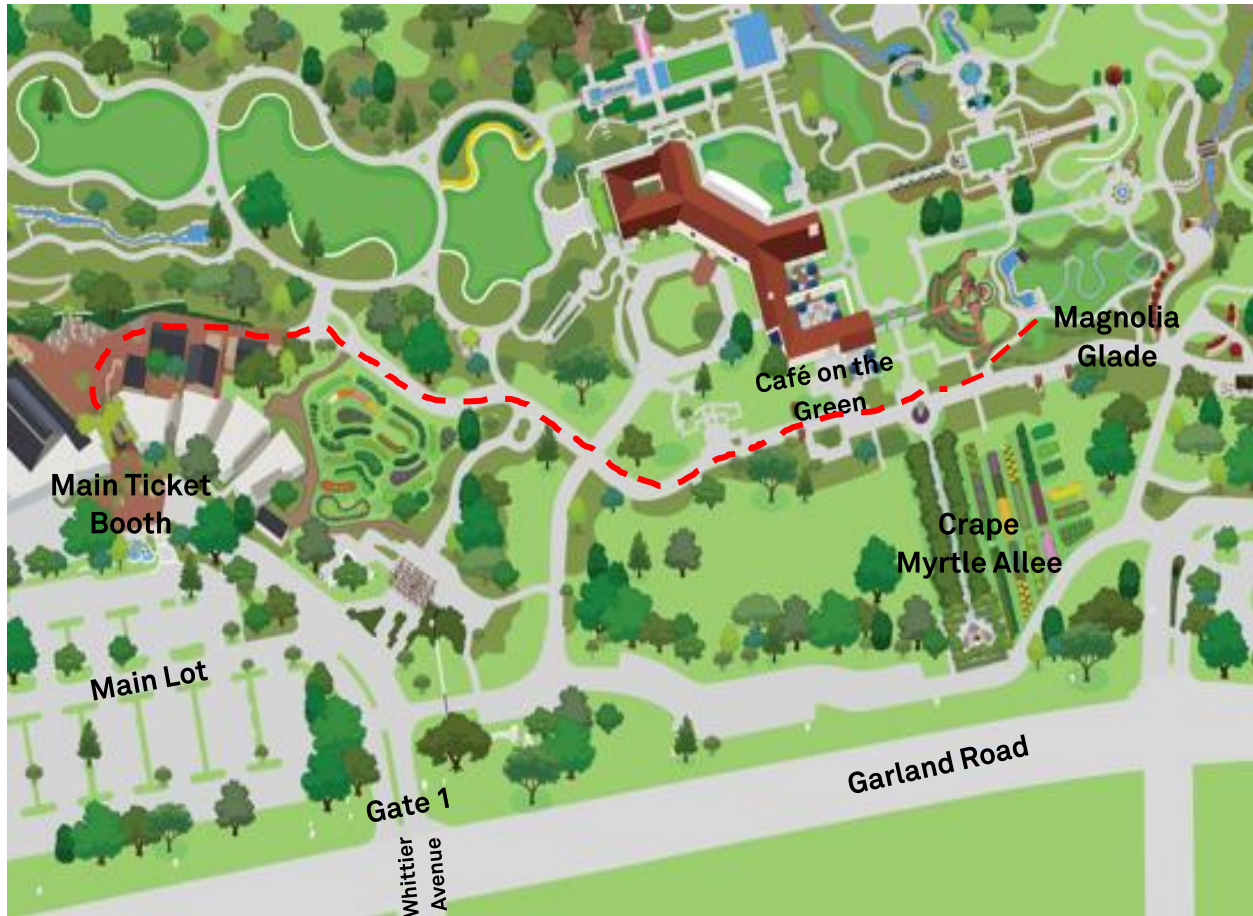 Magnolia
Glade
Café on the
Green
Main Ticket
Booth
Crape
Myrtle Allee
Main Lot
Garland Road
Gate 1
Whittier
Avenue